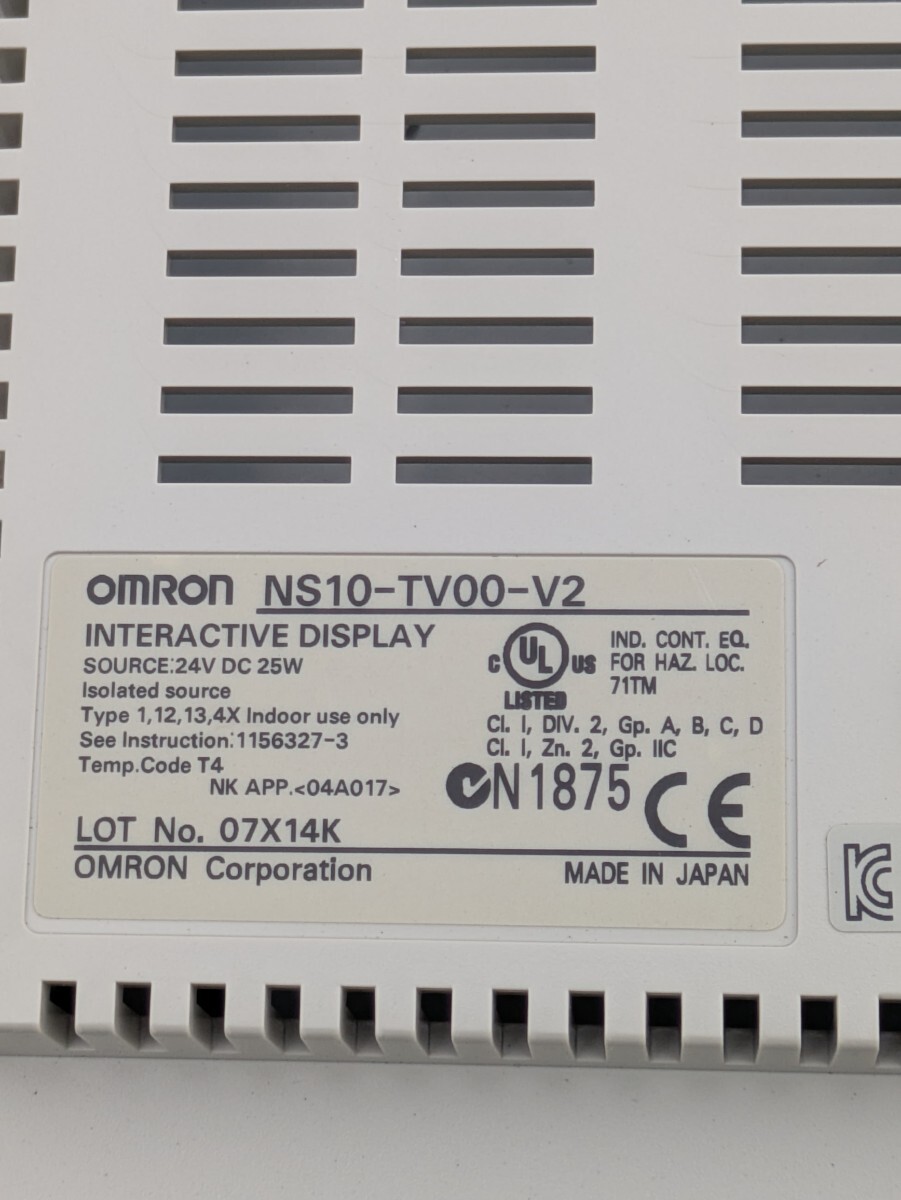 OMRON NS10-TV00-V2
INTERACTIVE DISPLAY
SOURCE:24V DC 25W
Isolated source
Type 1,12,13,4X Indoor use only
See Instruction:1156327-3
Temp.Code T4
NK APP.<04A017>
C UL US
LISTED
IND. CONT. EQ.
FOR HAZ. LOC.
71TM
Cl. I, DIV. 2, Gp. A, B, C, D
Cl. I, Zn. 2, Gp. IIC
N1875 CE
LOT No. 07X14K
OMRON Corporation
MADE IN JAPAN
KC